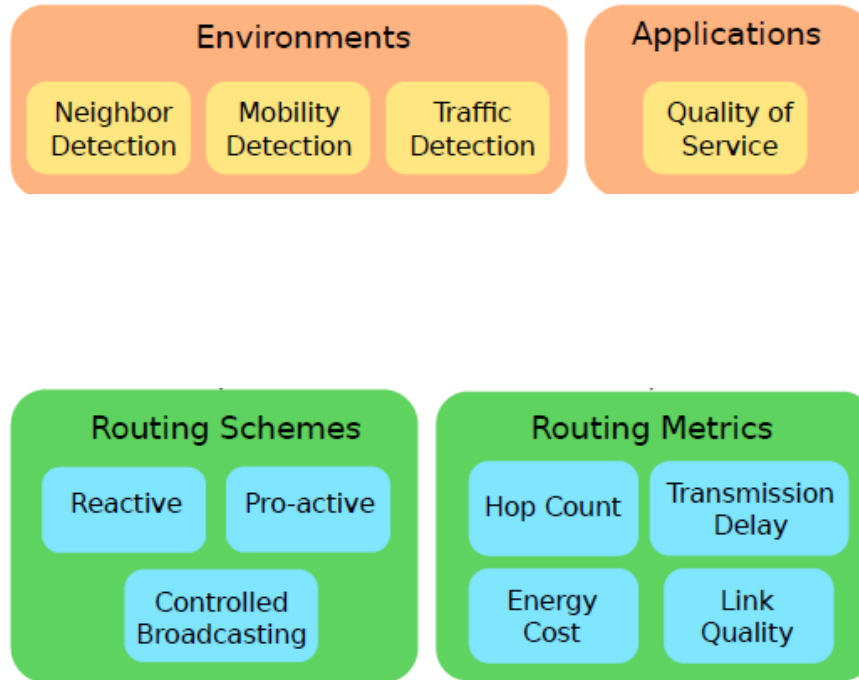 Environments
Neighbor
Detection
Mobility
Detection
Traffic
Detection
Applications
Quality of
Service
Routing Schemes
Reactive
Pro-active
Controlled
Broadcasting
Routing Metrics
Hop Count
Transmission
Delay
Energy
Cost
Link
Quality